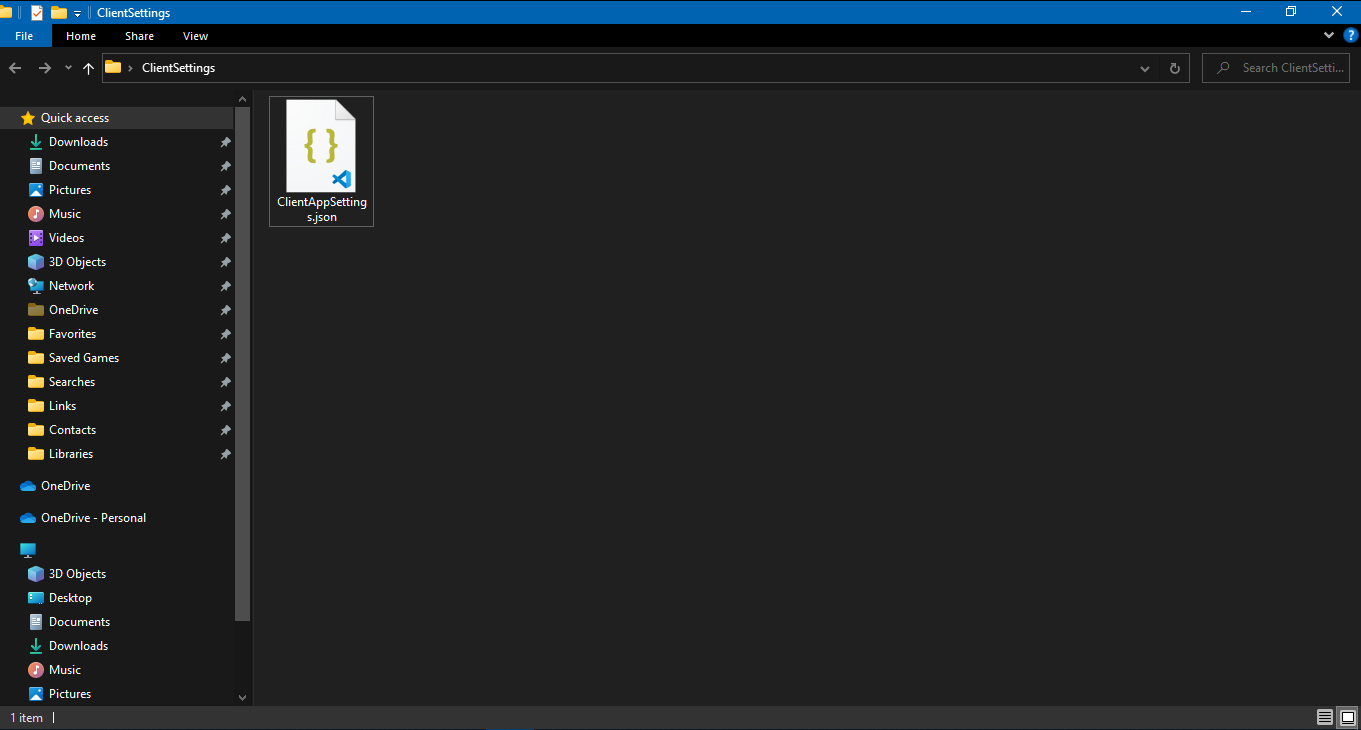 ClientSettings
File
Home
Share
View
ClientSettings
Search ClientSetti...
Quick access
Downloads
Documents
Pictures
Music
Videos
3D Objects
Network
OneDrive
Favorites
Saved Games
Searches
Links
Contacts
Libraries
OneDrive
OneDrive - Personal
3D Objects
Desktop
Documents
Downloads
Music
Pictures
{ }
ClientAppSetting
s.json
1 item